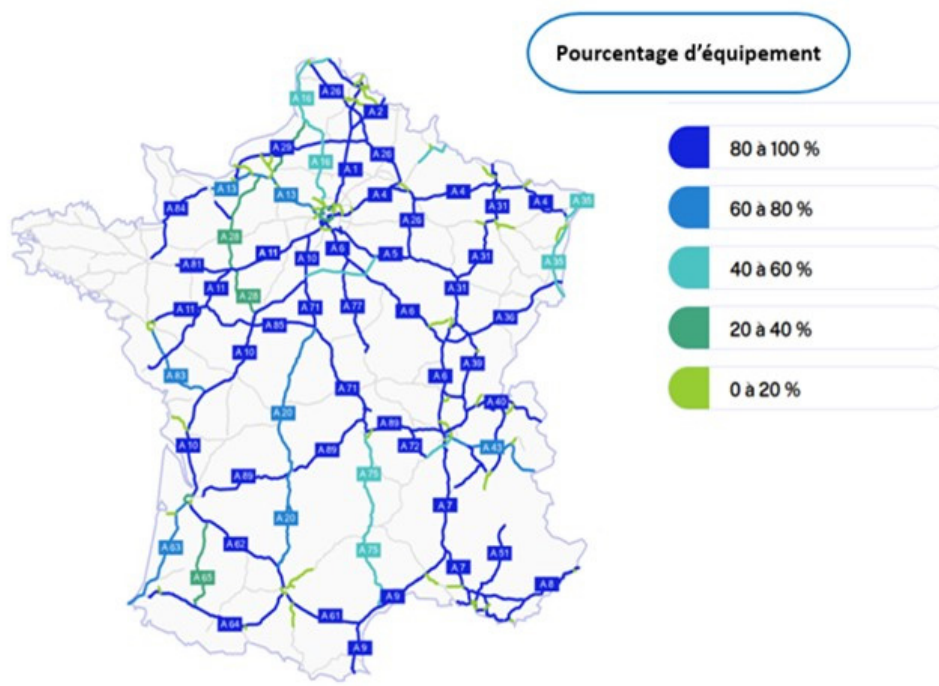 Pourcentage d'équipement
80 à 100 %
60 à 80 %
40 à 60 %
20 à 40 %
0 à 20 %
A 16
A 26
A 2
A 29
A 26
A 16
A 1
A 13
A 13
A 4
A 4
A 4
A 35
A 84
A 31
A 26
A 28
A 11
A 10
A 6
A 5
A 31
A 35
A 81
A 11
A 28
A 31
A 11
A 71
A 77
A 6
A 36
A 85
A 10
A 39
A 83
A 6
A 71
A 40
A 20
A 89
A 10
A 72
A 43
A 89
A 89
A 75
A 7
A 20
A 62
A 63
A 75
A 51
A 7
A 65
A 8
A 9
A 61
A 64
A 9